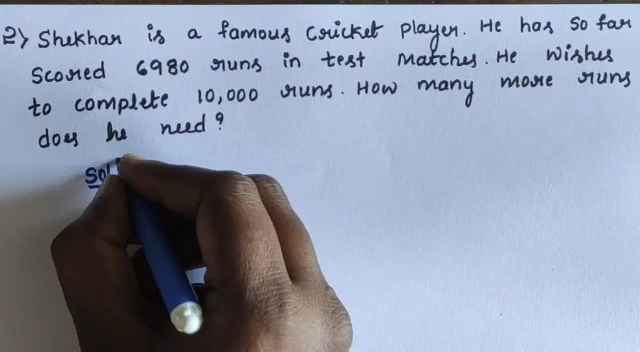 2) Shekhar is a famous Cricket player. He has so far
Scored 6980 runs in test matches. He wishes
to complete 10,000 runs. How many more runs
does he need?
Sol